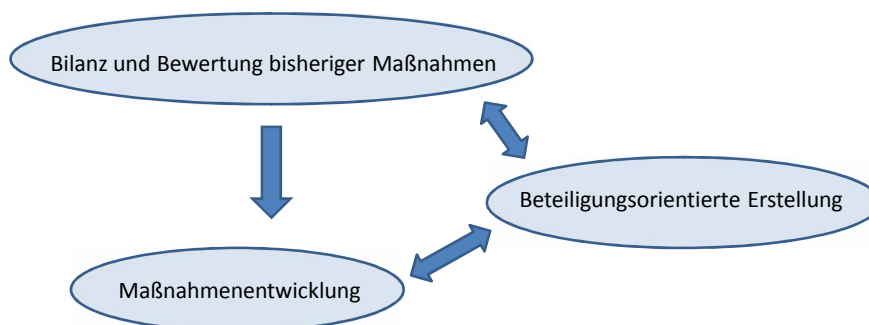 Bilanz und Bewertung bisheriger Maßnahmen
Beteiligungsorientierte Erstellung
Maßnahmenentwicklung